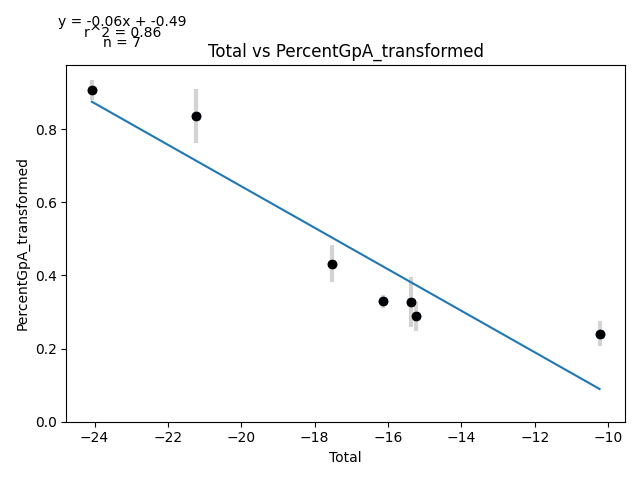 y = -0.06x + -0.49
r^2 = 0.86
n = 7
Total vs PercentGpA_transformed
PercentGpA_transformed
0.8
0.6
0.4
0.2
0.0
−24
−22
−20
−18
−16
−14
−12
−10
Total